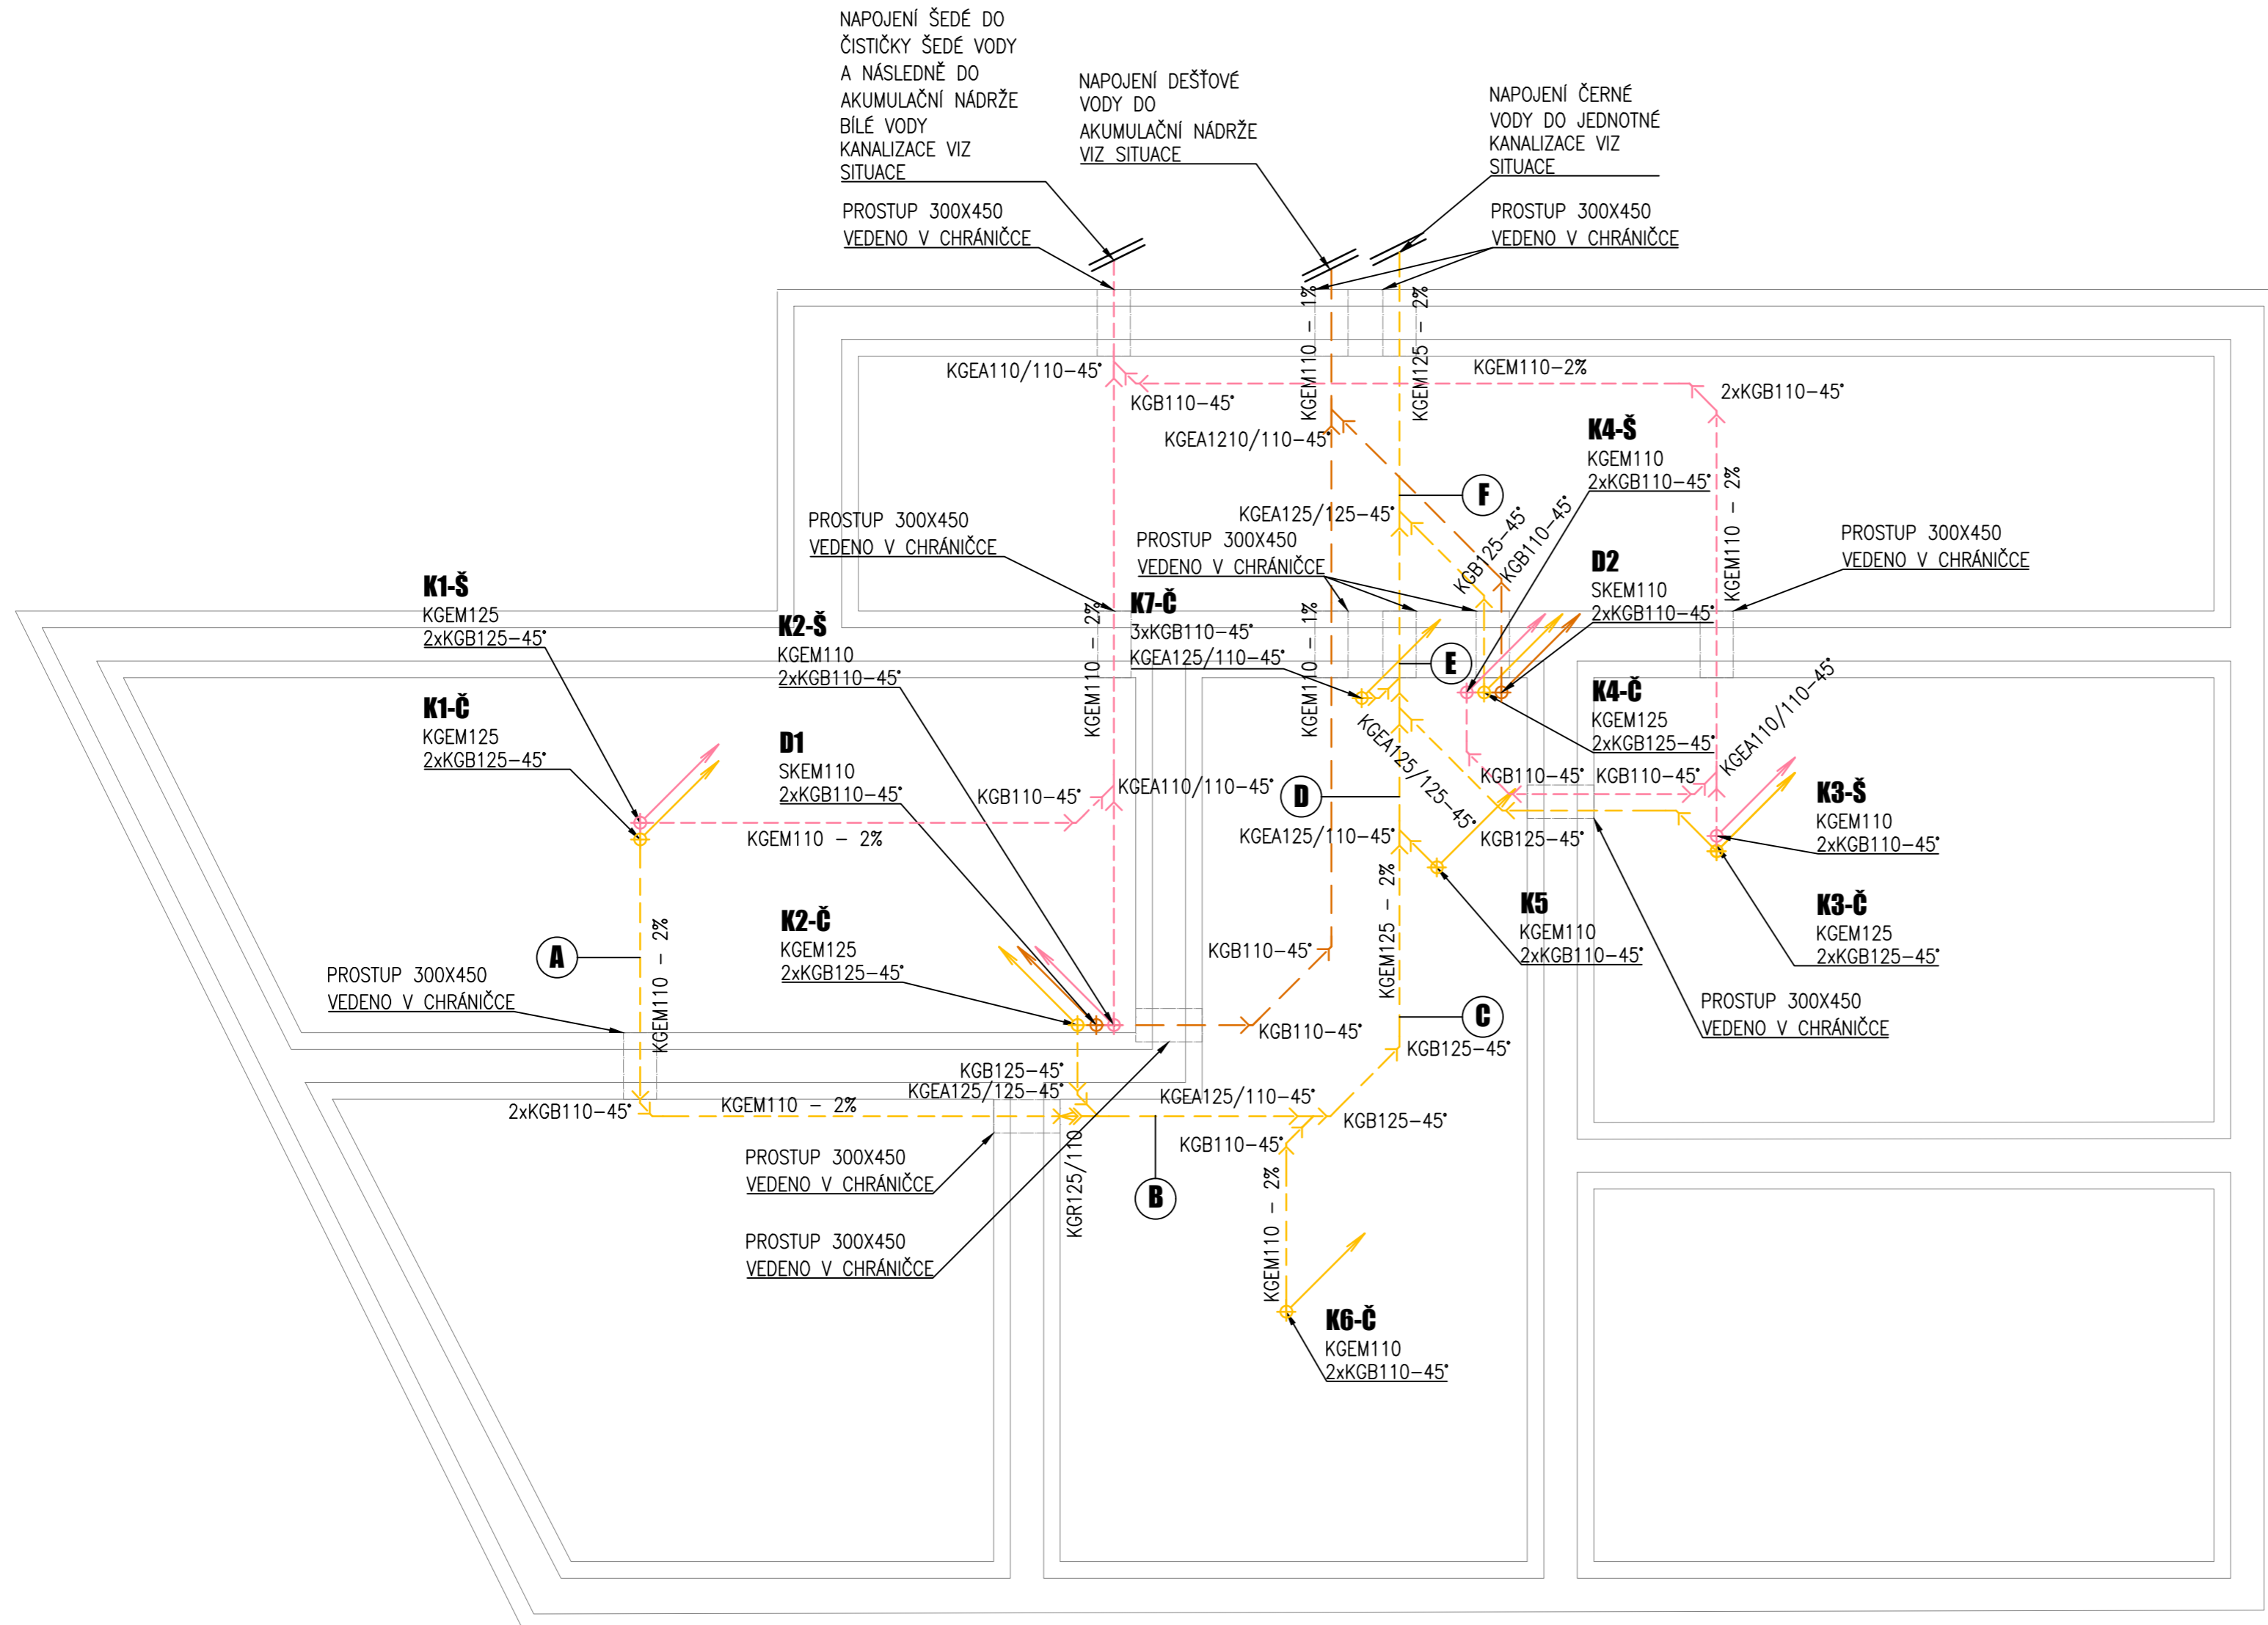 NAPOJENÍ ŠEDÉ DO
ČISTIČKY ŠEDÉ VODY
A NÁSLEDNĚ DO
AKUMULAČNÍ NÁDRŽE
BÍLÉ VODY
KANALIZACE VIZ
SITUACE
NAPOJENÍ DEŠŤOVÉ
VODY DO
AKUMULAČNÍ NÁDRŽE
VIZ SITUACE
NAPOJENÍ ČERNÉ
VODY DO JEDNOTNÉ
KANALIZACE VIZ
SITUACE
PROSTUP 300X450
VEDENO V CHRÁNIČCE
PROSTUP 300X450
VEDENO V CHRÁNIČCE
KGEM110 – 1%
KGEM125 – 2%
KGEA110/110–45°
KGB110–45°
KGEM110–2%
2xKGB110–45°
KGEA1210/110–45°
K4-Š
KGEM110
2xKGB110–45°
F
KGEA125/125–45°
KGB125–45°
KGB110–45°
KGEM110 – 2%
PROSTUP 300X450
VEDENO V CHRÁNIČCE
PROSTUP 300X450
VEDENO V CHRÁNIČCE
PROSTUP 300X450
VEDENO V CHRÁNIČCE
D2
SKEM110
2xKGB110–45°
K1-Š
KGEM125
2xKGB125–45°
K2-Š
KGEM110
2xKGB110–45°
KGEM110 – 2%
K7-Č
3xKGB110–45°
KGEA125/110–45°
KGEM110 – 1%
E
K4-Č
KGEM125
2xKGB125–45°
K1-Č
KGEM125
2xKGB125–45°
D1
SKEM110
2xKGB110–45°
KGEA110/110–45°
KGEA125/125–45°
KGB110–45°
KGB110–45°
KGB110–45°
KGEA110/110–45°
D
K3-Š
KGEM110
2xKGB110–45°
KGEM110 – 2%
KGEA125/110–45°
KGB125–45°
KGEM125 – 2%
K2-Č
KGEM125
2xKGB125–45°
K5
KGEM110
2xKGB110–45°
K3-Č
KGEM125
2xKGB125–45°
A
KGEM110 – 2%
PROSTUP 300X450
VEDENO V CHRÁNIČCE
KGB110–45°
KGB110–45°
C
PROSTUP 300X450
VEDENO V CHRÁNIČCE
KGB125–45°
KGB125–45°
KGEA125/125–45°
KGEA125/110–45°
2xKGB110–45°
KGEM110 – 2%
KGB125–45°
KGB110–45°
KGR125/110
PROSTUP 300X450
VEDENO V CHRÁNIČCE
B
KGEM110 – 2%
PROSTUP 300X450
VEDENO V CHRÁNIČCE
K6-Č
KGEM110
2xKGB110–45°